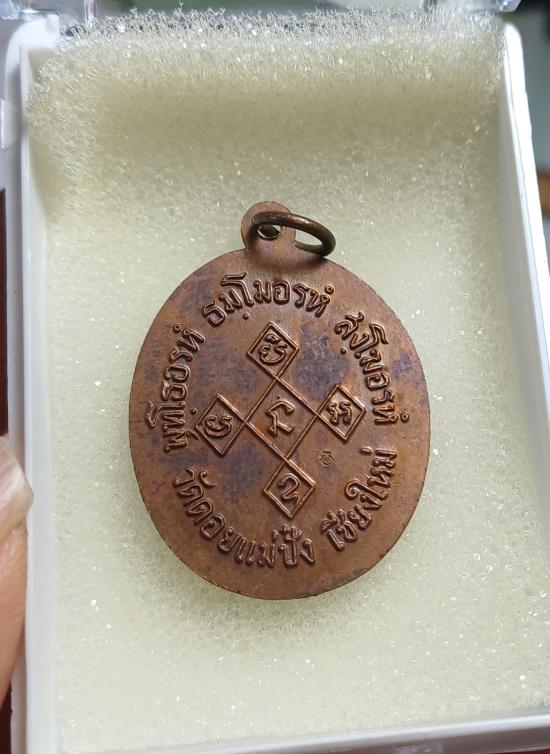 พุทฺโธอรหํ ธมฺโมอรหํ สงฺโฆอรหํ
วัดดอยแม่ปั๋ง เชียงใหม่